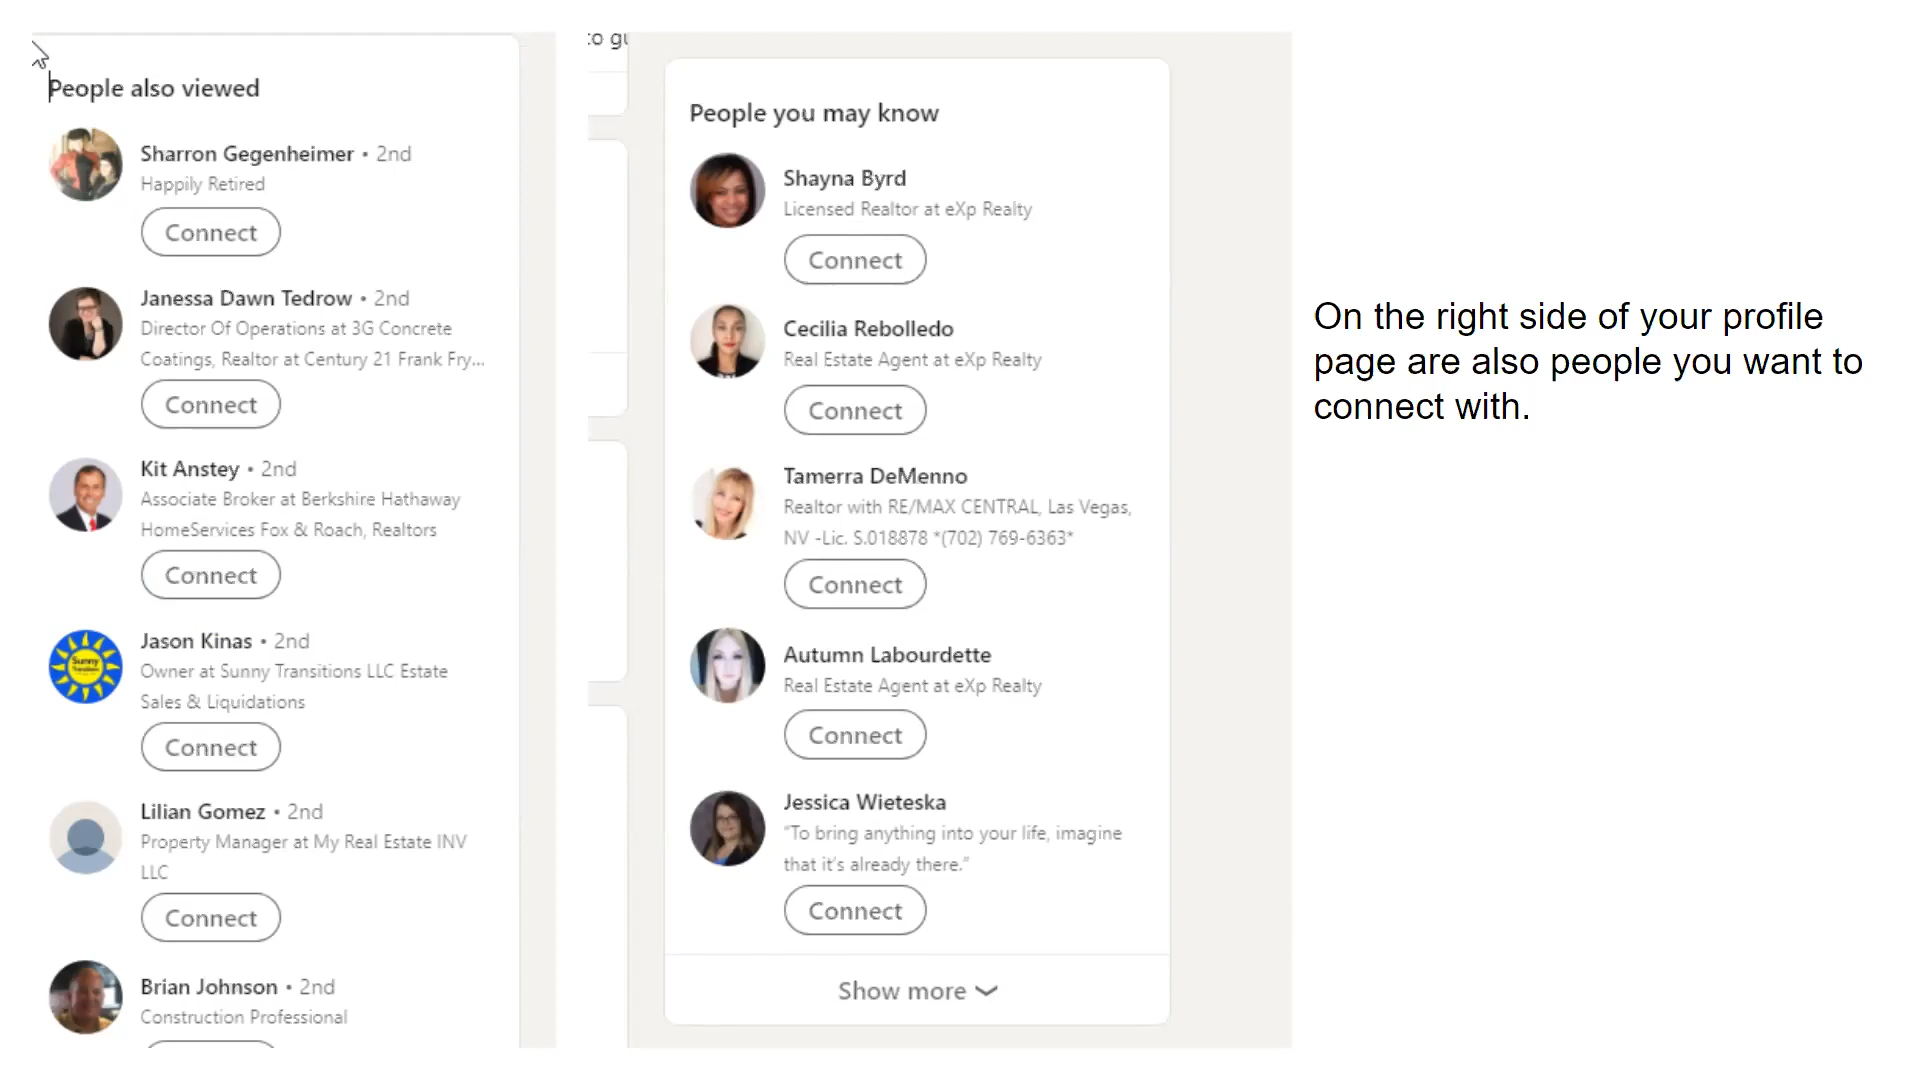 People also viewed
Sharron Gegenheimer • 2nd
Happily Retired
Connect
Janessa Dawn Tedrow • 2nd
Director Of Operations at 3G Concrete
Coatings, Realtor at Century 21 Frank Fry...
Connect
Kit Anstey • 2nd
Associate Broker at Berkshire Hathaway
HomeServices Fox & Roach, Realtors
Connect
Jason Kinas • 2nd
Sunny
Owner at Sunny Transitions LLC Estate
Sales & Liquidations
Connect
Lilian Gomez • 2nd
Property Manager at My Real Estate INV
LLC
Connect
Brian Johnson • 2nd
Construction Professional
to gu
People you may know
Shayna Byrd
Licensed Realtor at eXp Realty
Connect
Cecilia Rebolledo
Real Estate Agent at eXp Realty
Connect
Tamerra DeMenno
Realtor with RE/MAX CENTRAL, Las Vegas,
NV -Lic. S.018878 *(702) 769-6363*
Connect
Autumn Labourdette
Real Estate Agent at eXp Realty
Connect
Jessica Wieteska
“To bring anything into your life, imagine
that it’s already there.”
Connect
Show more
On the right side of your profile
page are also people you want to
connect with.